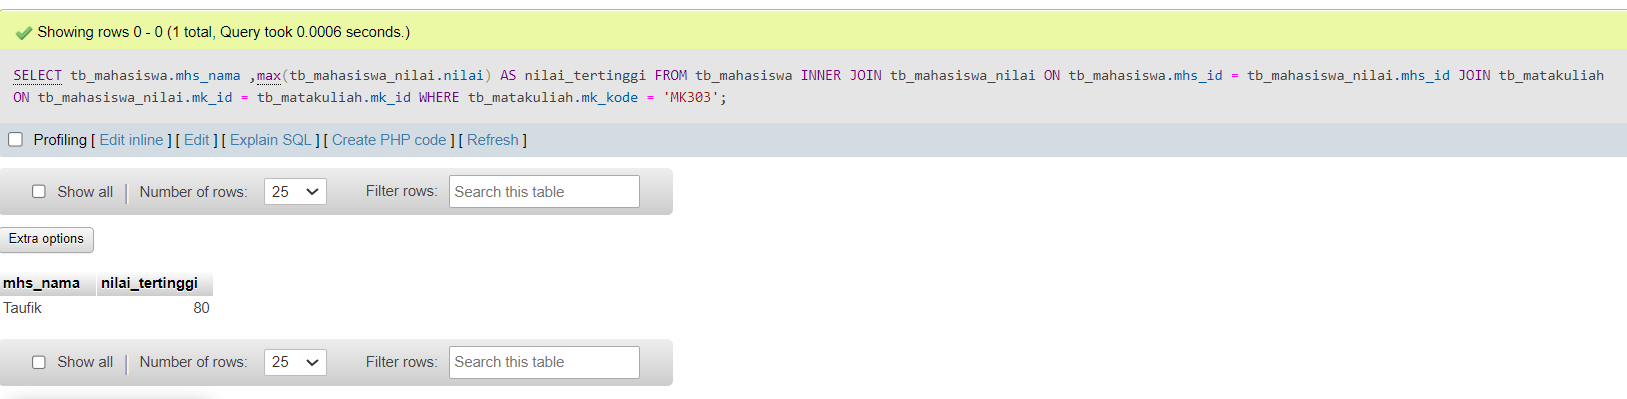 Showing rows 0 - 0 (1 total, Query took 0.0006 seconds.)
SELECT tb_mahasiswa.mhs_nama ,max(tb_mahasiswa_nilai.nilai) AS nilai_tertinggi FROM tb_mahasiswa INNER JOIN tb_mahasiswa_nilai ON tb_mahasiswa.mhs_id = tb_mahasiswa_nilai.mhs_id JOIN tb_matakuliah
ON tb_mahasiswa_nilai.mk_id = tb_matakuliah.mk_id WHERE tb_matakuliah.mk_kode = 'MK303';
Profiling [ Edit inline ] [ Edit ] [ Explain SQL ] [ Create PHP code ] [ Refresh ]
Show all | Number of rows: 25 Filter rows: Search this table
Extra options
mhs_nama nilai_tertinggi
Taufik 80
Show all | Number of rows: 25 Filter rows: Search this table